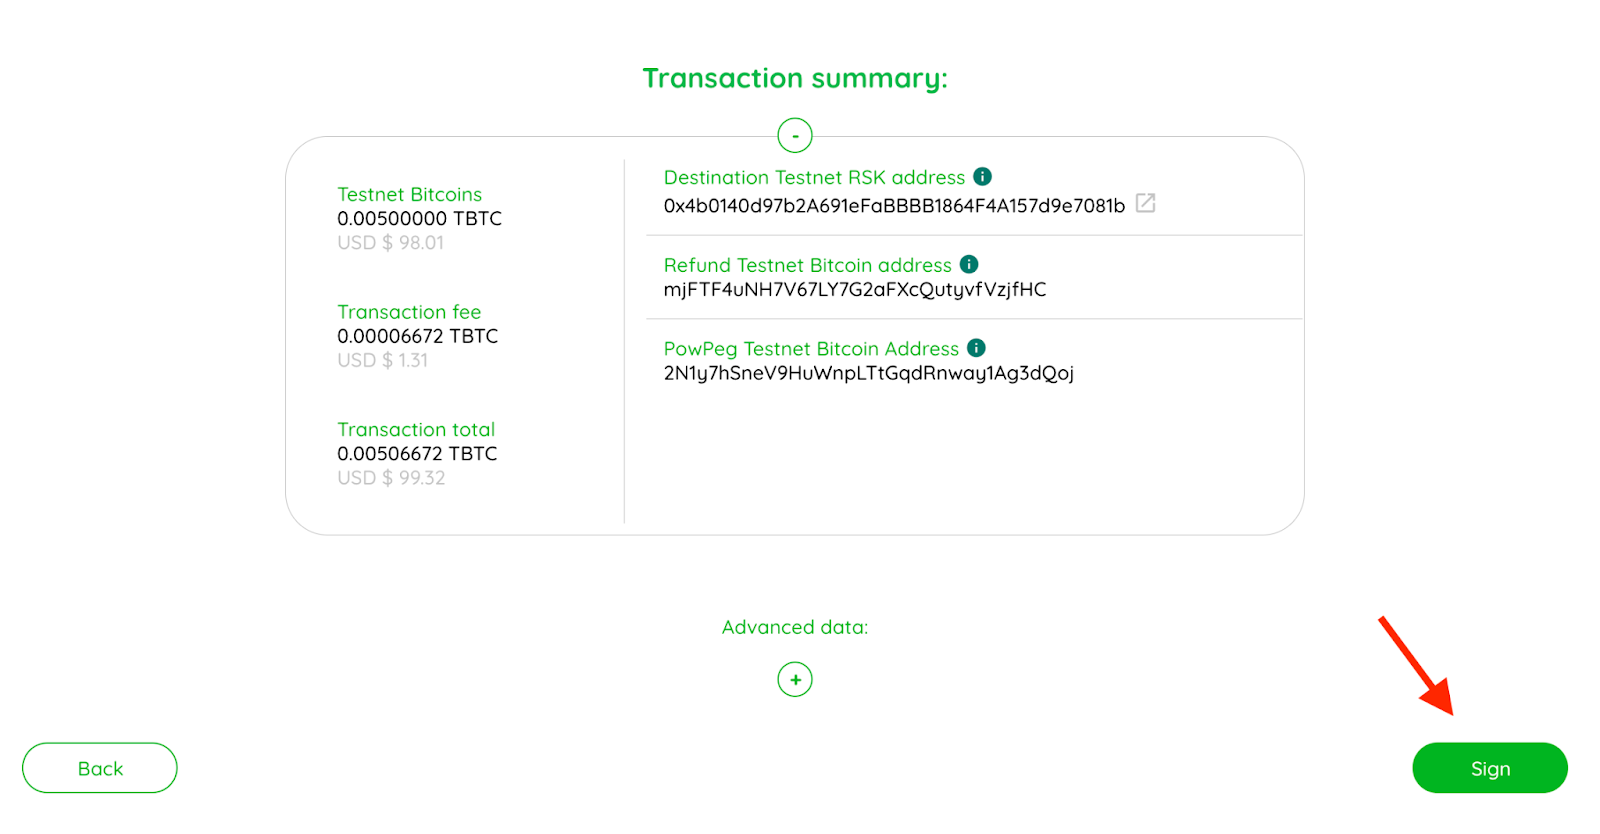 Transaction summary:
-
Testnet Bitcoins
0.00500000 TBTC
USD $ 98.01
Transaction fee
0.00006672 TBTC
USD $ 1.31
Transaction total
0.00506672 TBTC
USD $ 99.32
Destination Testnet RSK address
0x4b0140d97b2A691eFaBBBB1864F4A157d9e7081b
Refund Testnet Bitcoin address
mjFTF4uNH7V67LY7G2aFXcQutyvfVzjfHC
PowPeg Testnet Bitcoin Address
2N1y7hSneV9HuWnpLTtGqdRnway1Ag3dQoj
Advanced data:
+
Back
Sign